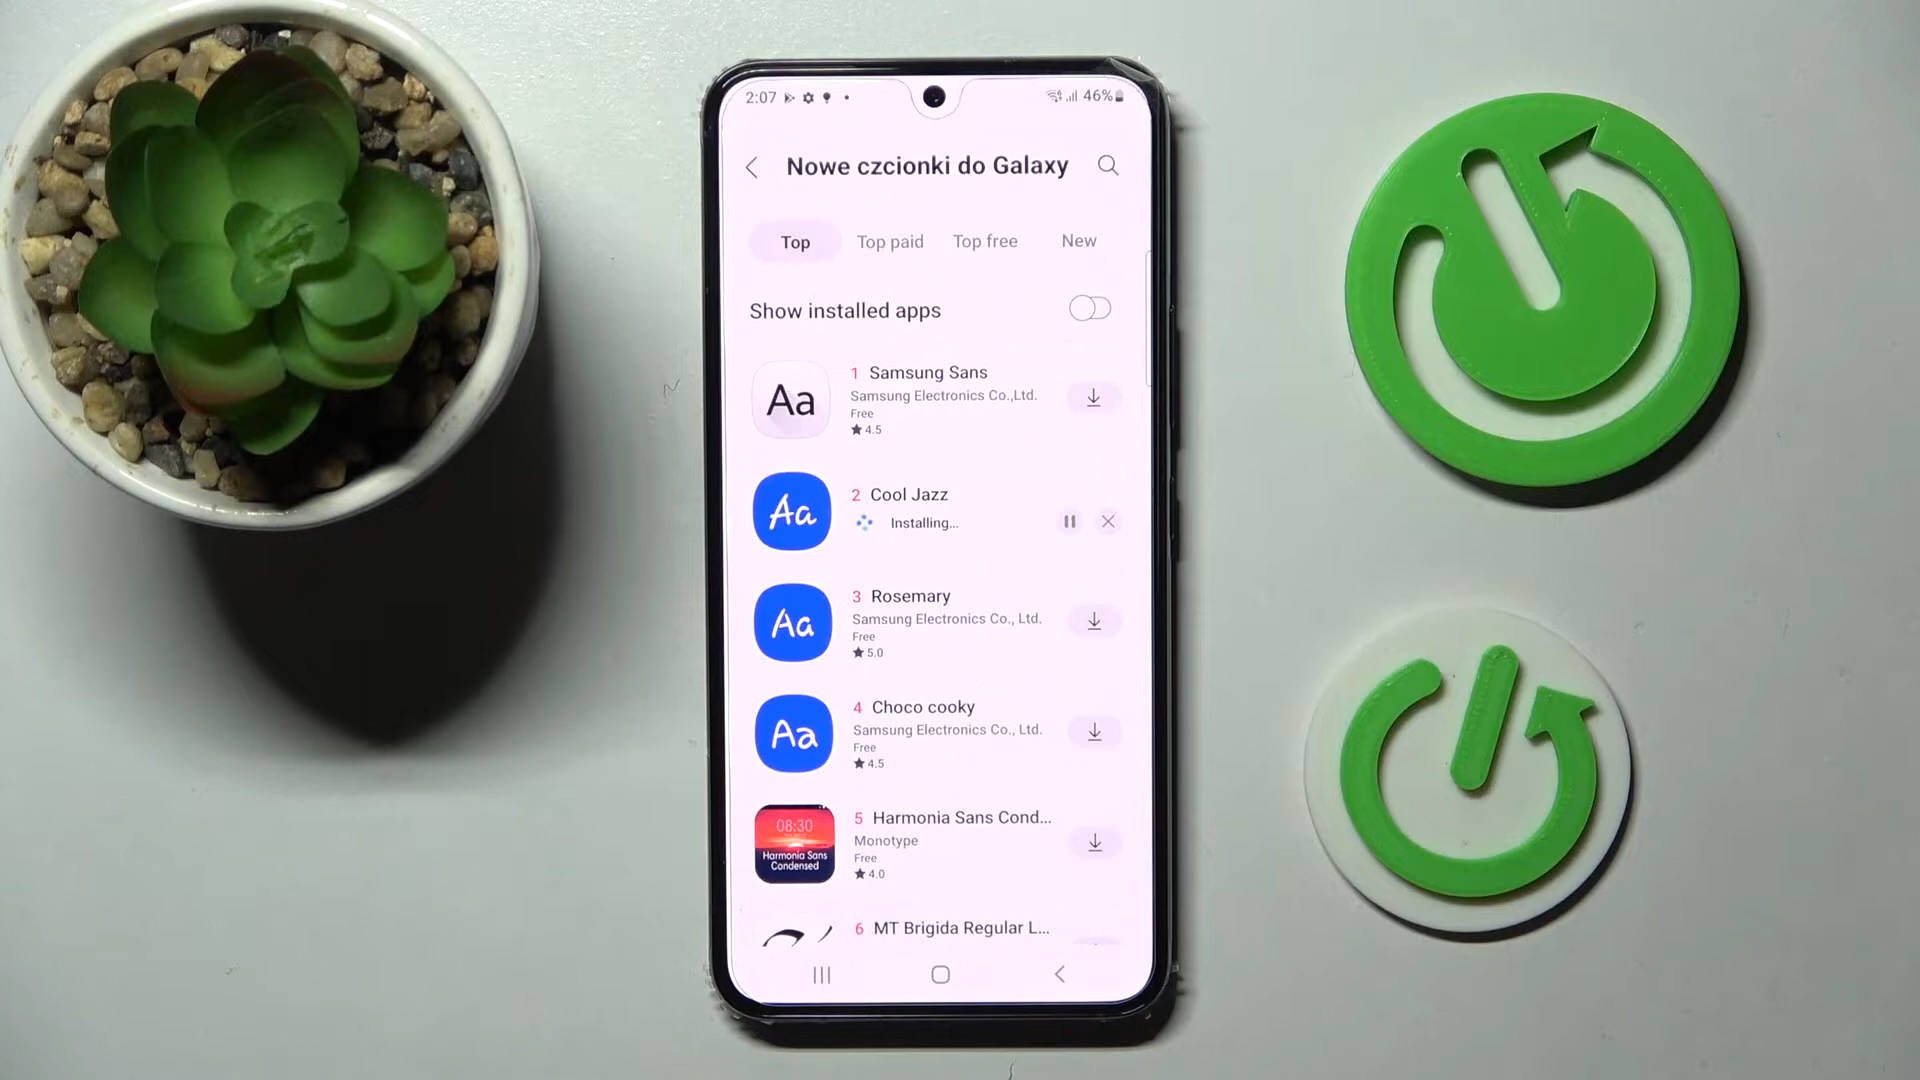 2:07 46%
Nowe czcionki do Galaxy
Top Top paid Top free New
Show installed apps
Aa
1 Samsung Sans
Samsung Electronics Co.,Ltd.
Free
★ 4.5
Aa
2 Cool Jazz
Installing...
Aa
3 Rosemary
Samsung Electronics Co., Ltd.
Free
★ 5.0
Aa
4 Choco cooky
Samsung Electronics Co., Ltd.
Free
★ 4.5
08:30
Harmonia Sans
Condensed
5 Harmonia Sans Cond...
Monotype
Free
★ 4.0
6 MT Brigida Regular L...